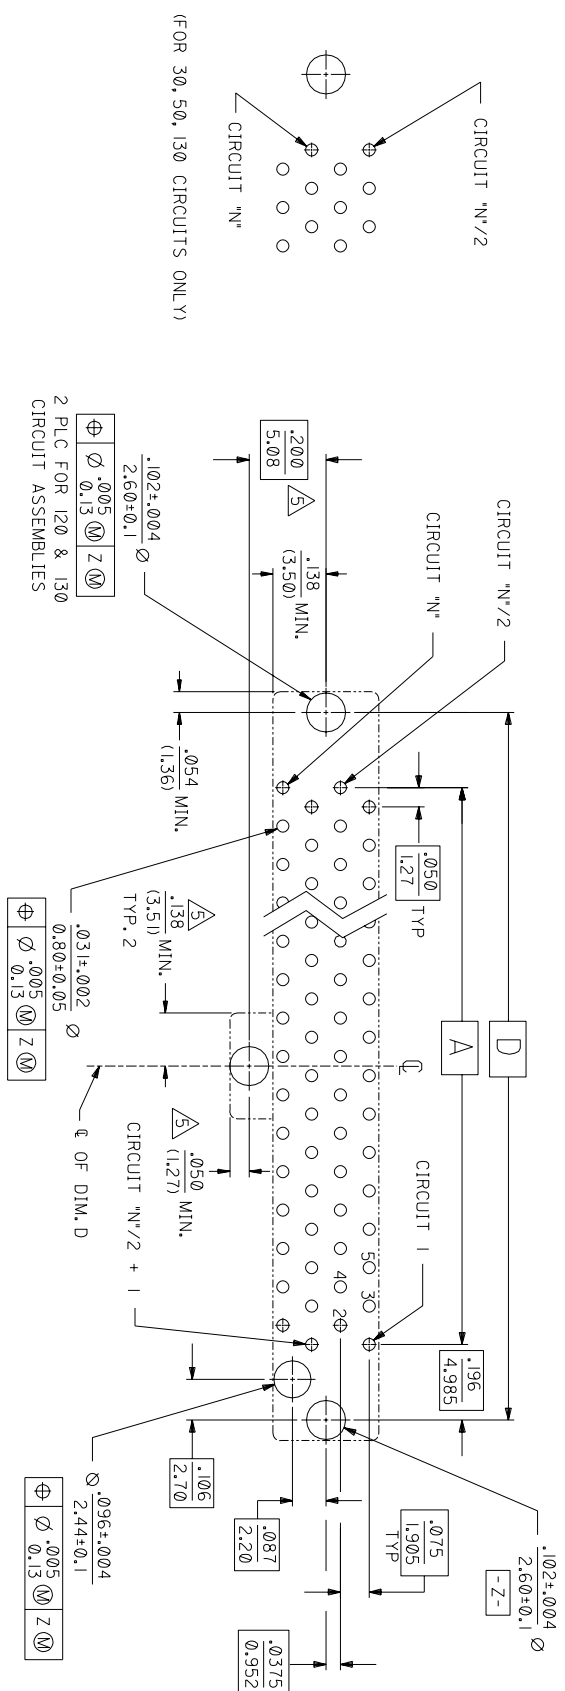 CIRCUIT "N"/2
CIRCUIT "N"
(FOR 30, 50, 130 CIRCUITS ONLY)
CIRCUIT "N"/2
CIRCUIT "N"
.200
5.08
5
.138
(3.50)
MIN.
.102±.004
2.60±0.1
Ø
⌖ Ø .005 Ⓜ Z Ⓜ
0.13
2 PLC FOR 120 & 130
CIRCUIT ASSEMBLIES
.054
(1.36)
MIN.
.050
1.27
TYP
A
D
.031±.002
0.80±0.05
Ø
⌖ Ø .005 Ⓜ Z Ⓜ
0.13
5
.138
(3.51)
MIN.
TYP. 2
℄
℄ OF DIM. D
5
.050
(1.27)
MIN.
CIRCUIT "N"/2 + 1
CIRCUIT 1
5 3
4 2
.196
4.985
.102±.004
2.60±0.1
Ø
-Z-
.075
1.905
TYP
.0375
0.952
.087
2.20
.106
2.70
Ø
.096±.004
2.44±0.1
⌖ Ø .005 Ⓜ Z Ⓜ
0.13